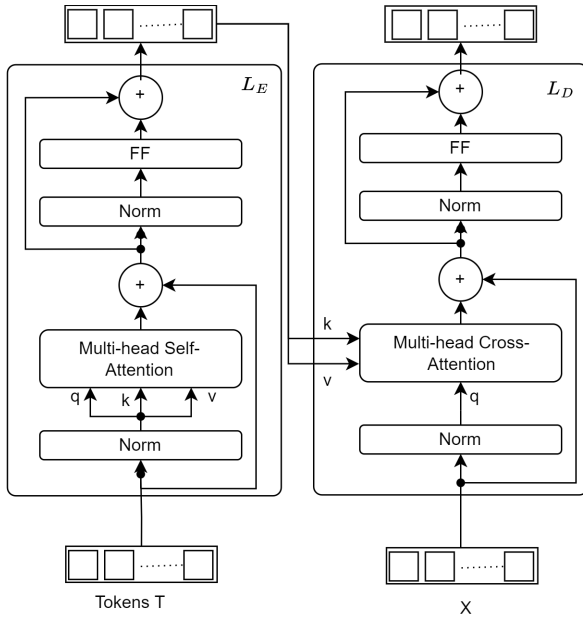 L_E
+
FF
Norm
+
Multi-head Self-
Attention
q
k
v
Norm
Tokens T
L_D
+
FF
Norm
+
k
v
Multi-head Cross-
Attention
q
Norm
X